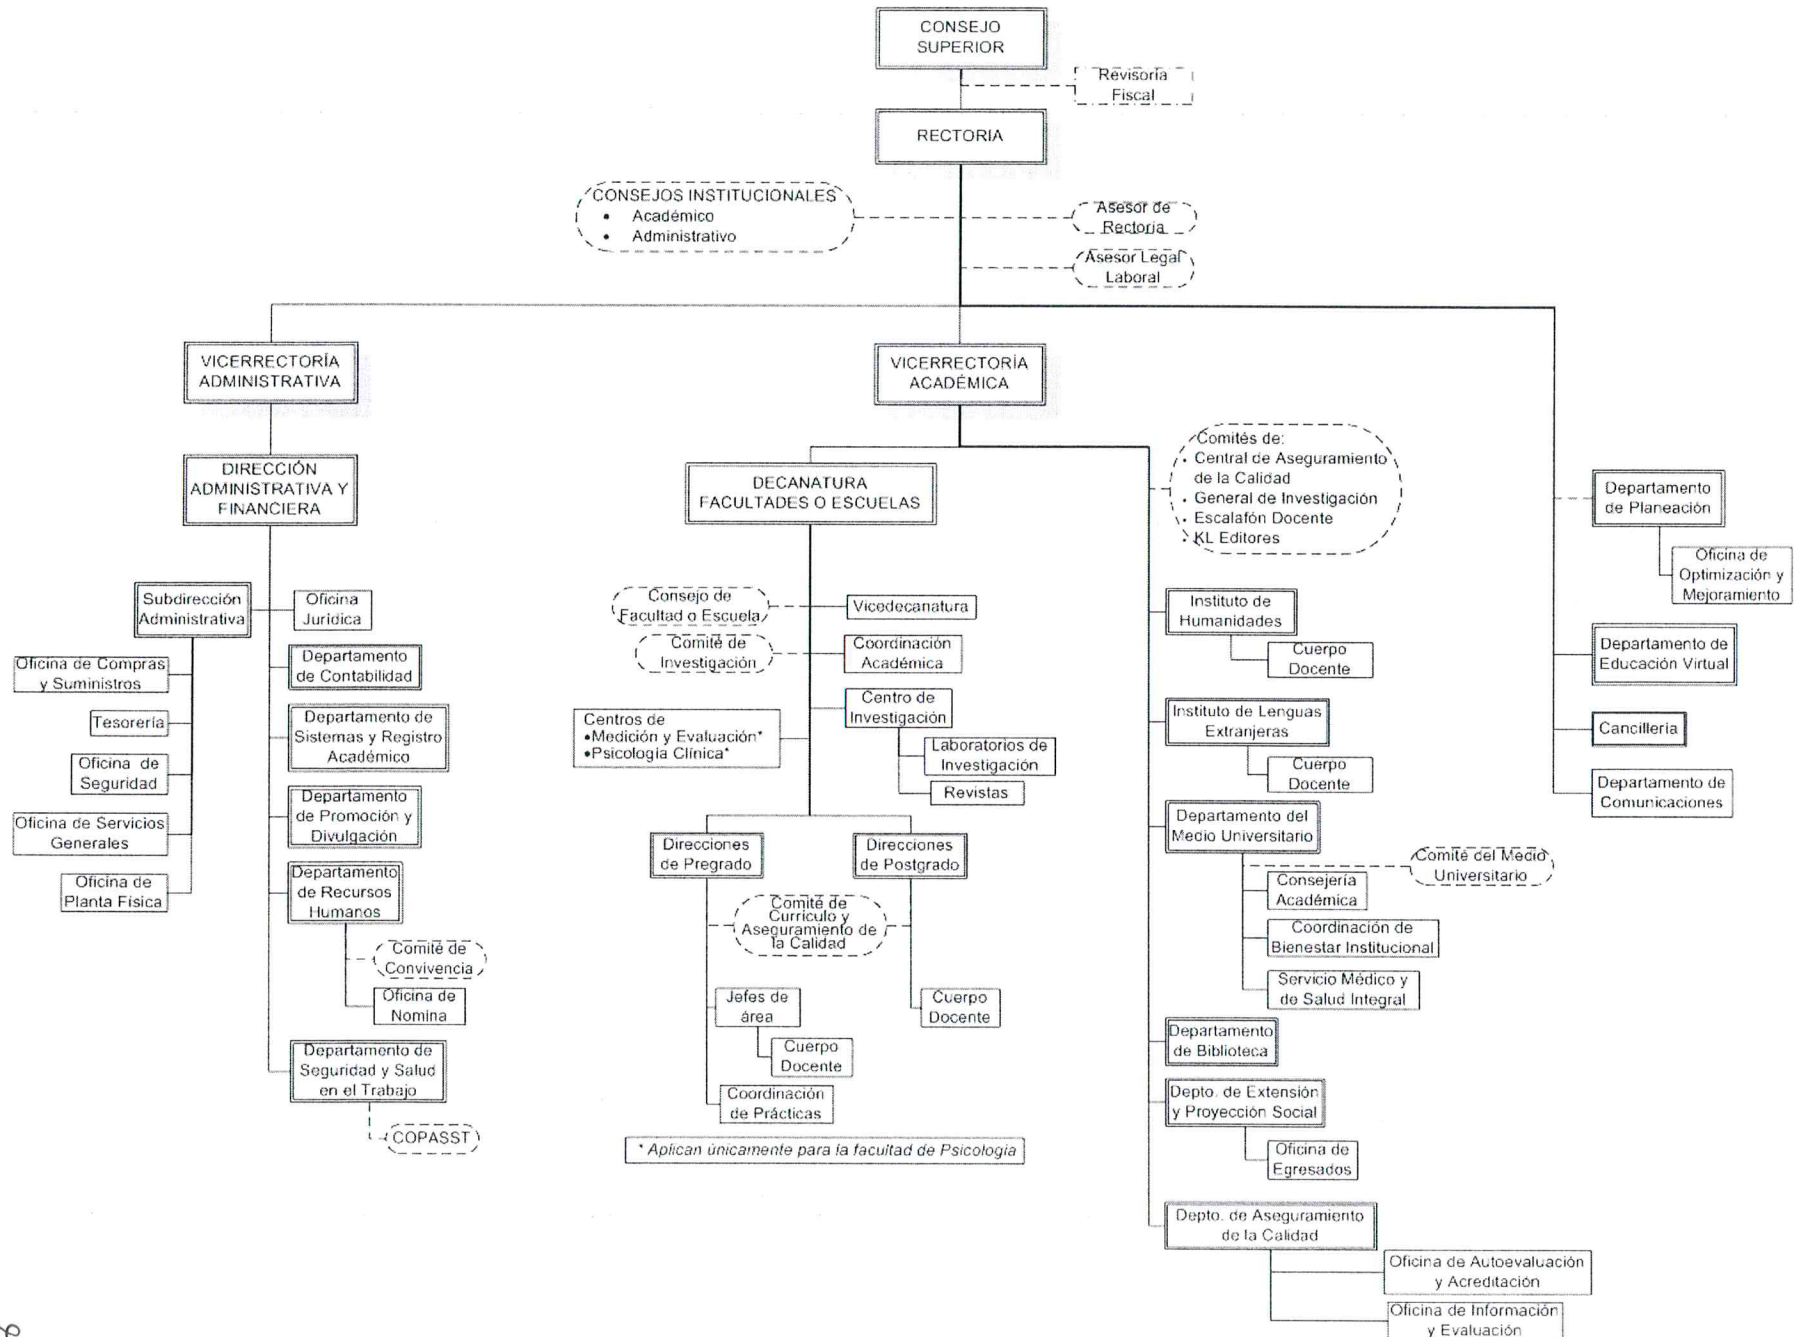 CONSEJO
SUPERIOR
Revisoría
Fiscal
RECTORIA
CONSEJOS INSTITUCIONALES
• Académico
• Administrativo
Asesor de
Rectoria
Asesor Legal
Laboral
VICERRECTORÍA
ADMINISTRATIVA
VICERRECTORÍA
ACADÉMICA
DIRECCIÓN
ADMINISTRATIVA Y
FINANCIERA
Subdirección
Administrativa
Oficina
Jurídica
Oficina de Compras
y Suministros
Tesorería
Oficina de
Seguridad
Oficina de Servicios
Generales
Oficina de
Planta Física
Departamento
de Contabilidad
Departamento de
Sistemas y Registro
Académico
Departamento
de Promoción y
Divulgación
Departamento
de Recursos
Humanos
Comité de
Convivencia
Oficina de
Nomina
Departamento de
Seguridad y Salud
en el Trabajo
COPASST
DECANATURA
FACULTADES O ESCUELAS
Consejo de
Facultad o Escuela
Vicedecanatura
Comité de
Investigación
Coordinación
Académica
Centro de
Investigación
Centros de
•Medición y Evaluación*
•Psicología Clínica*
Laboratorios de
Investigación
Revistas
Direcciones
de Pregrado
Direcciones
de Postgrado
Comité de
Currículo y
Aseguramiento de
la Calidad
Jefes de
área
Cuerpo
Docente
Cuerpo
Docente
Coordinación
de Prácticas
* Aplican únicamente para la facultad de Psicología
Comités de:
• Central de Aseguramiento
de la Calidad
• General de Investigación
• Escalafón Docente
• KL Editores
Instituto de
Humanidades
Cuerpo
Docente
Instituto de Lenguas
Extranjeras
Cuerpo
Docente
Departamento del
Medio Universitario
Comité del Medio
Universitario
Consejería
Académica
Coordinación de
Bienestar Institucional
Servicio Médico y
de Salud Integral
Departamento
de Biblioteca
Depto. de Extensión
y Proyección Social
Oficina de
Egresados
Depto. de Aseguramiento
de la Calidad
Oficina de Autoevaluación
y Acreditación
Oficina de Información
y Evaluación
Departamento
de Planeación
Oficina de
Optimización y
Mejoramiento
Departamento de
Educación Virtual
Cancillería
Departamento de
Comunicaciones